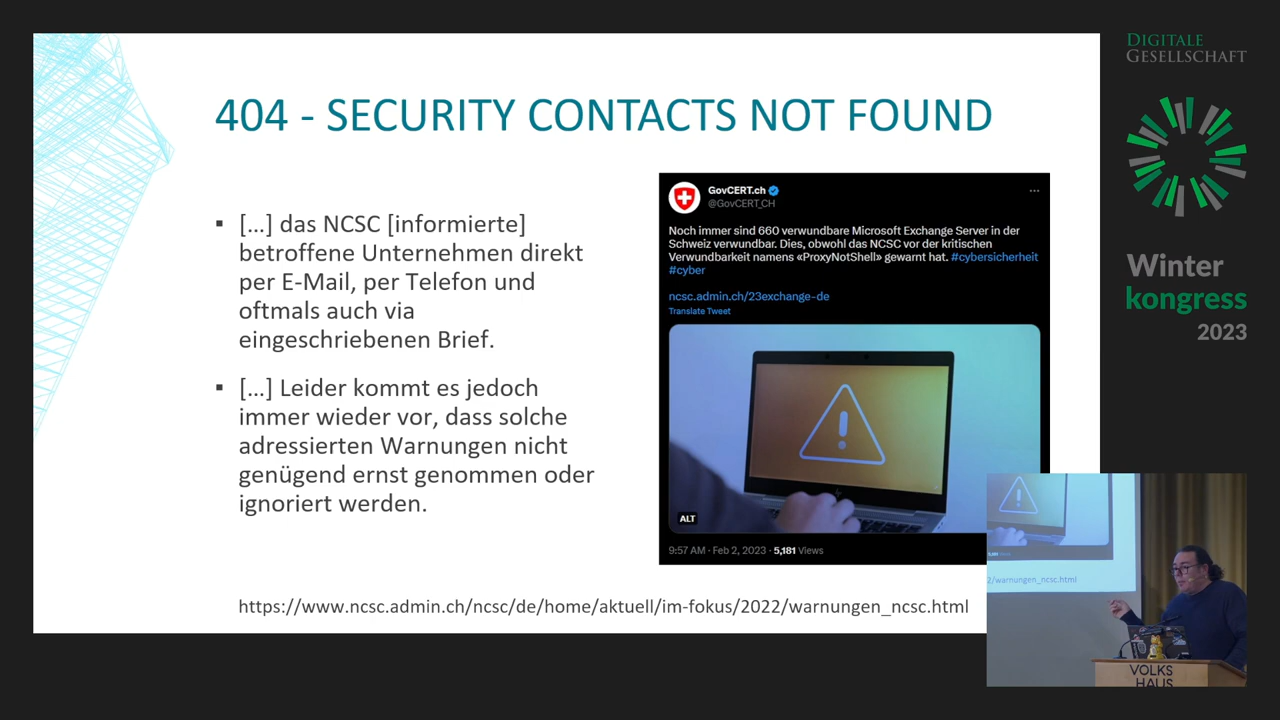 404 - SECURITY CONTACTS NOT FOUND
▪ […] das NCSC [informierte]
betroffene Unternehmen direkt
per E-Mail, per Telefon und
oftmals auch via
eingeschriebenen Brief.
▪ […] Leider kommt es jedoch
immer wieder vor, dass solche
adressierten Warnungen nicht
genügend ernst genommen oder
ignoriert werden.
GovCERT.ch
@GovCERT_CH
Noch immer sind 660 verwundbare Microsoft Exchange Server in der
Schweiz verwundbar. Dies, obwohl das NCSC vor der kritischen
Verwundbarkeit namens «ProxyNotShell» gewarnt hat. #cybersicherheit
#cyber
ncsc.admin.ch/23exchange-de
Translate Tweet
ALT
9:57 AM · Feb 2, 2023 · 5,181 Views
https://www.ncsc.admin.ch/ncsc/de/home/aktuell/im-fokus/2022/warnungen_ncsc.html
DIGITALE
GESELLSCHAFT
Winter
kongress
2023
2/warnungen_ncsc.html
VOLKS
HAUS